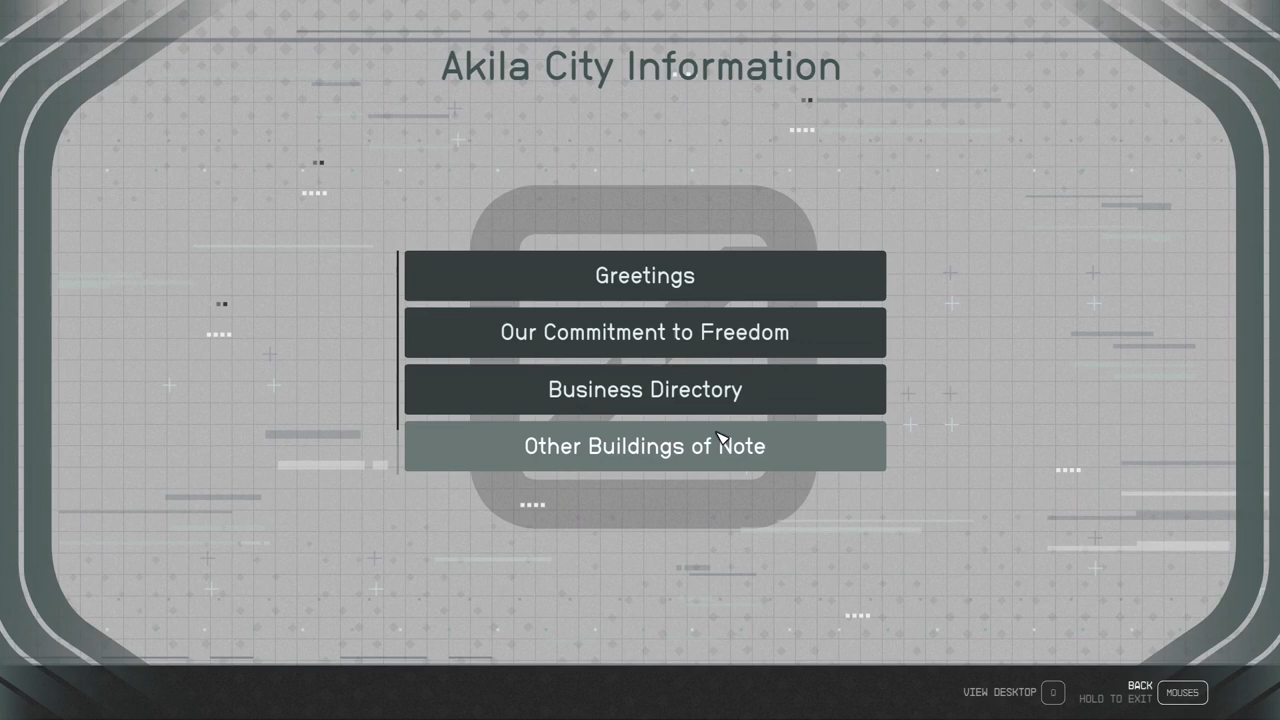 Akila City Information
Greetings
Our Commitment to Freedom
Business Directory
Other Buildings of Note
VIEW DESKTOP Q BACK MOUSE5
HOLD TO EXIT